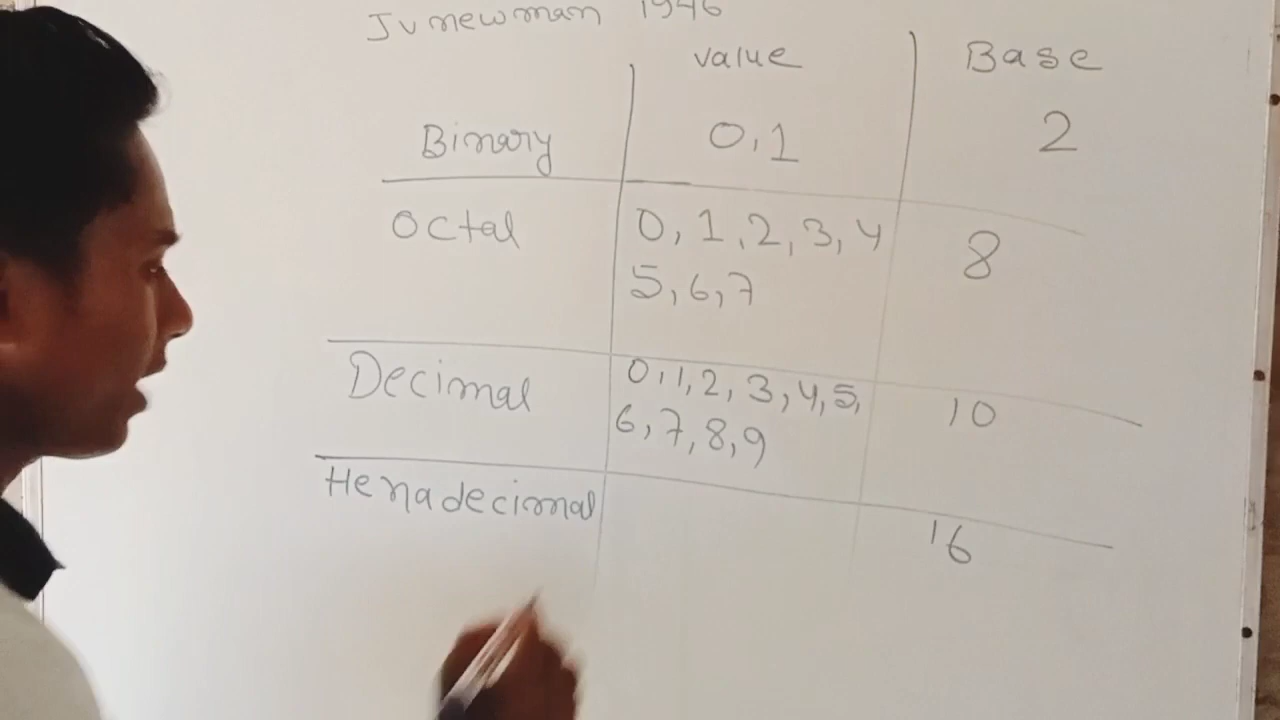 Jv newman 1946
value Base
Binary 0,1 2
Octal 0, 1, 2, 3, 4 8
5, 6, 7
Decimal 0, 1, 2, 3, 4, 5, 10
6, 7, 8, 9
Hexadecimal 16